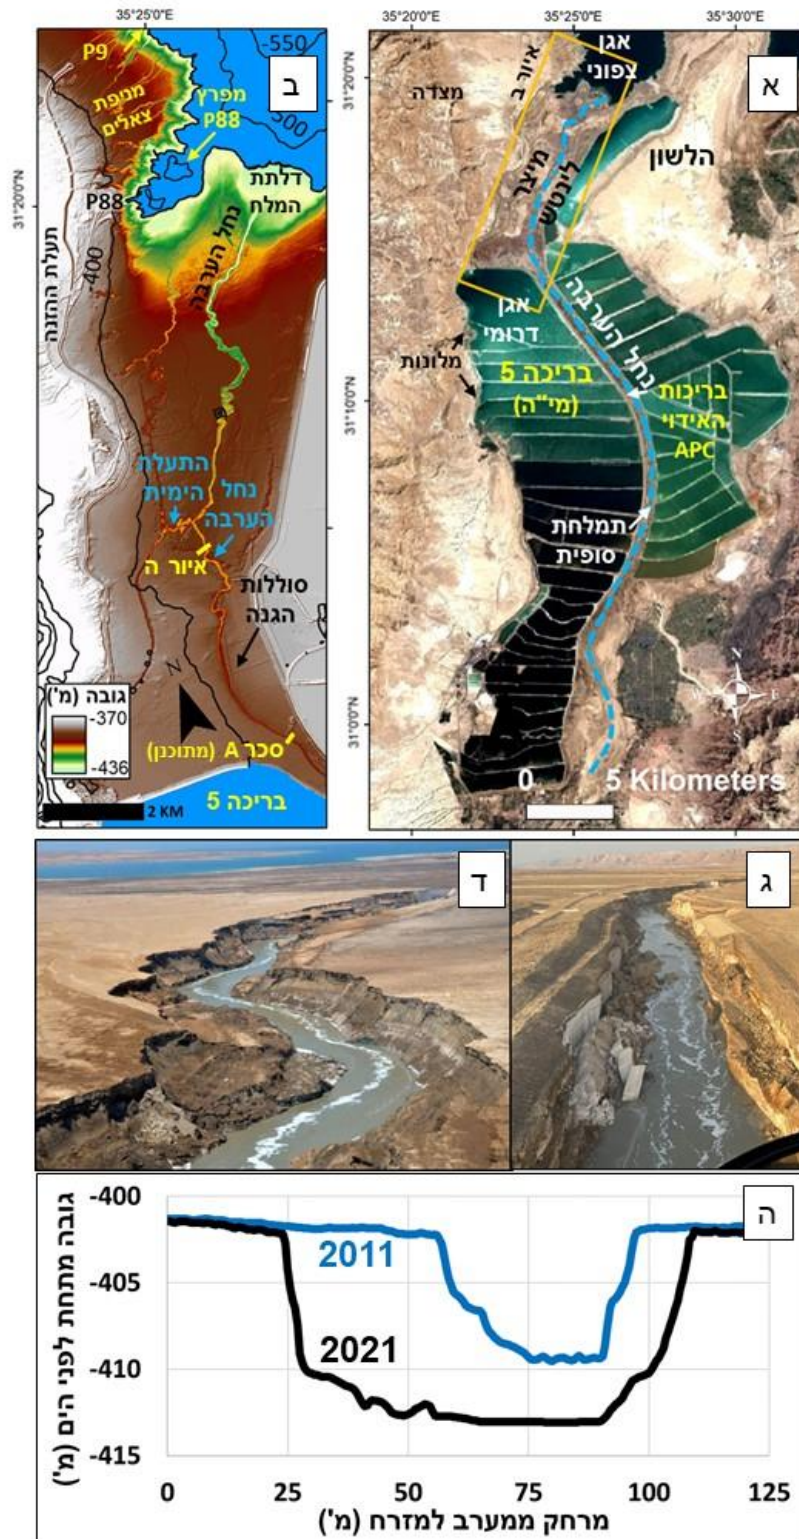 35°25'0"E
35°20'0"E
35°25'0"E
35°30'0"E
ב
P9
-550
מניפת
צאלים
מפרץ
P88
500
P88
דלתת
המלח
נחל הערבה
31°20'0"N
תעלת ההזנה
-400
התעלה
הימית
נחל
הערבה
איור ה
סוללות
הגנה
N
גובה (מ')
-370
-436
סכר A (מתוכנן)
בריכה 5
2 KM
א
אגן
צפוני
איור ב
מצדה
מיצר
לינטש
הלשון
31°20'0"N
אגן
דרומי
נחל הערבה
מלונות
בריכה 5
(מי"ה)
בריכות
האידוי
APC
31°10'0"N
תמלחת
סופית
31°0'0"N
N
E
S
0
5 Kilometers
ד
ג
ה
גובה מתחת לפני הים (מ')
-400
-405
-410
-415
2011
2021
0
25
50
75
100
125
מרחק ממערב למזרח (מ')